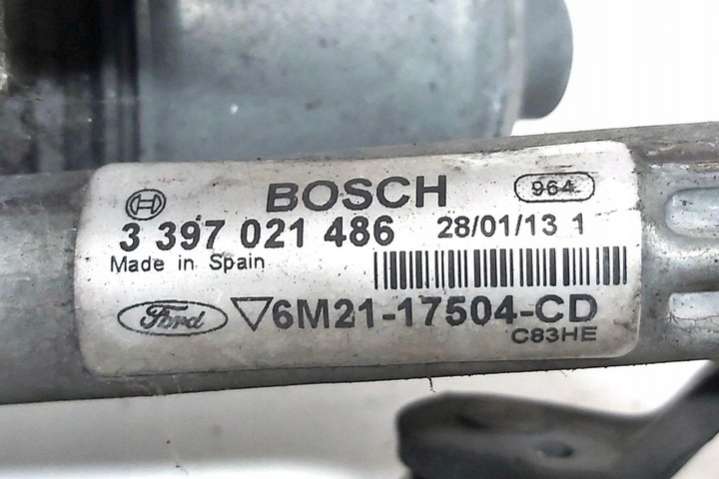 BOSCH 964
3 397 021 486 28/01/13 1
Made in Spain
Ford 6M21-17504-CD
C83HE